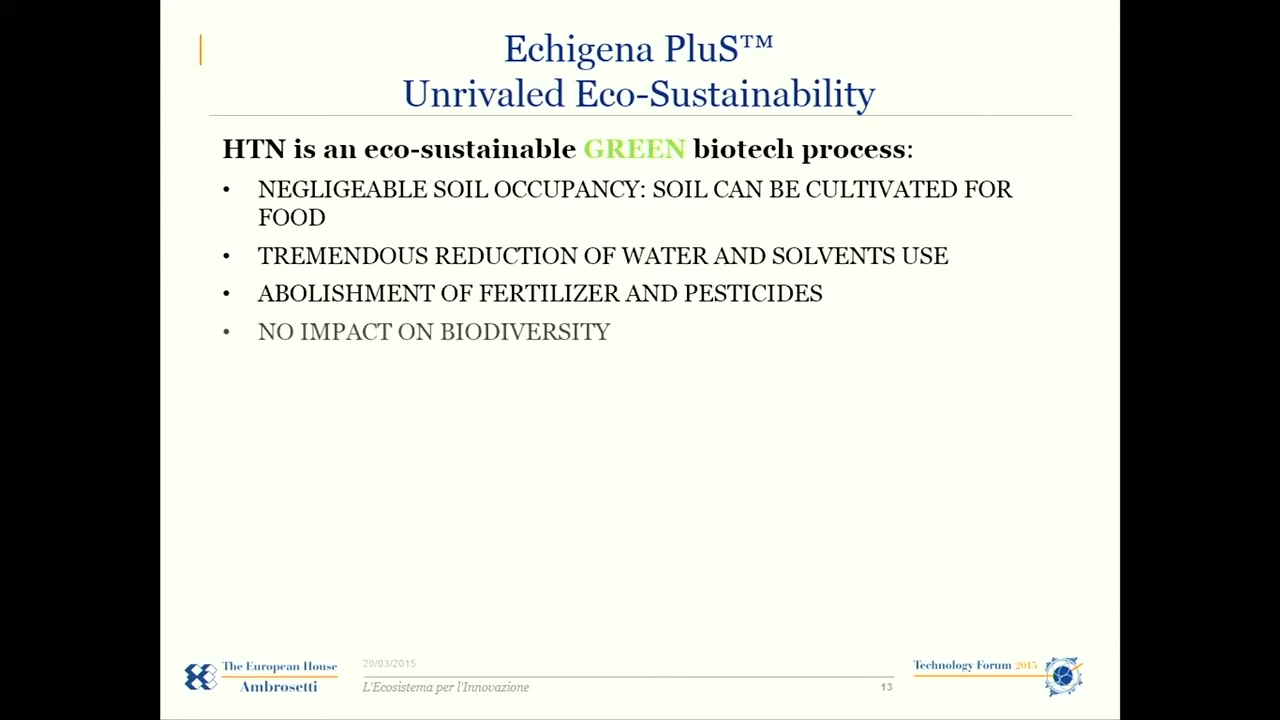 Echigena PluS™
Unrivaled Eco-Sustainability
HTN is an eco-sustainable GREEN biotech process:
• NEGLIGEABLE SOIL OCCUPANCY: SOIL CAN BE CULTIVATED FOR
FOOD
• TREMENDOUS REDUCTION OF WATER AND SOLVENTS USE
• ABOLISHMENT OF FERTILIZER AND PESTICIDES
• NO IMPACT ON BIODIVERSITY
The European House
Ambrosetti
20/03/2015
L'Ecosistema per l'Innovazione
13
Technology Forum 2015